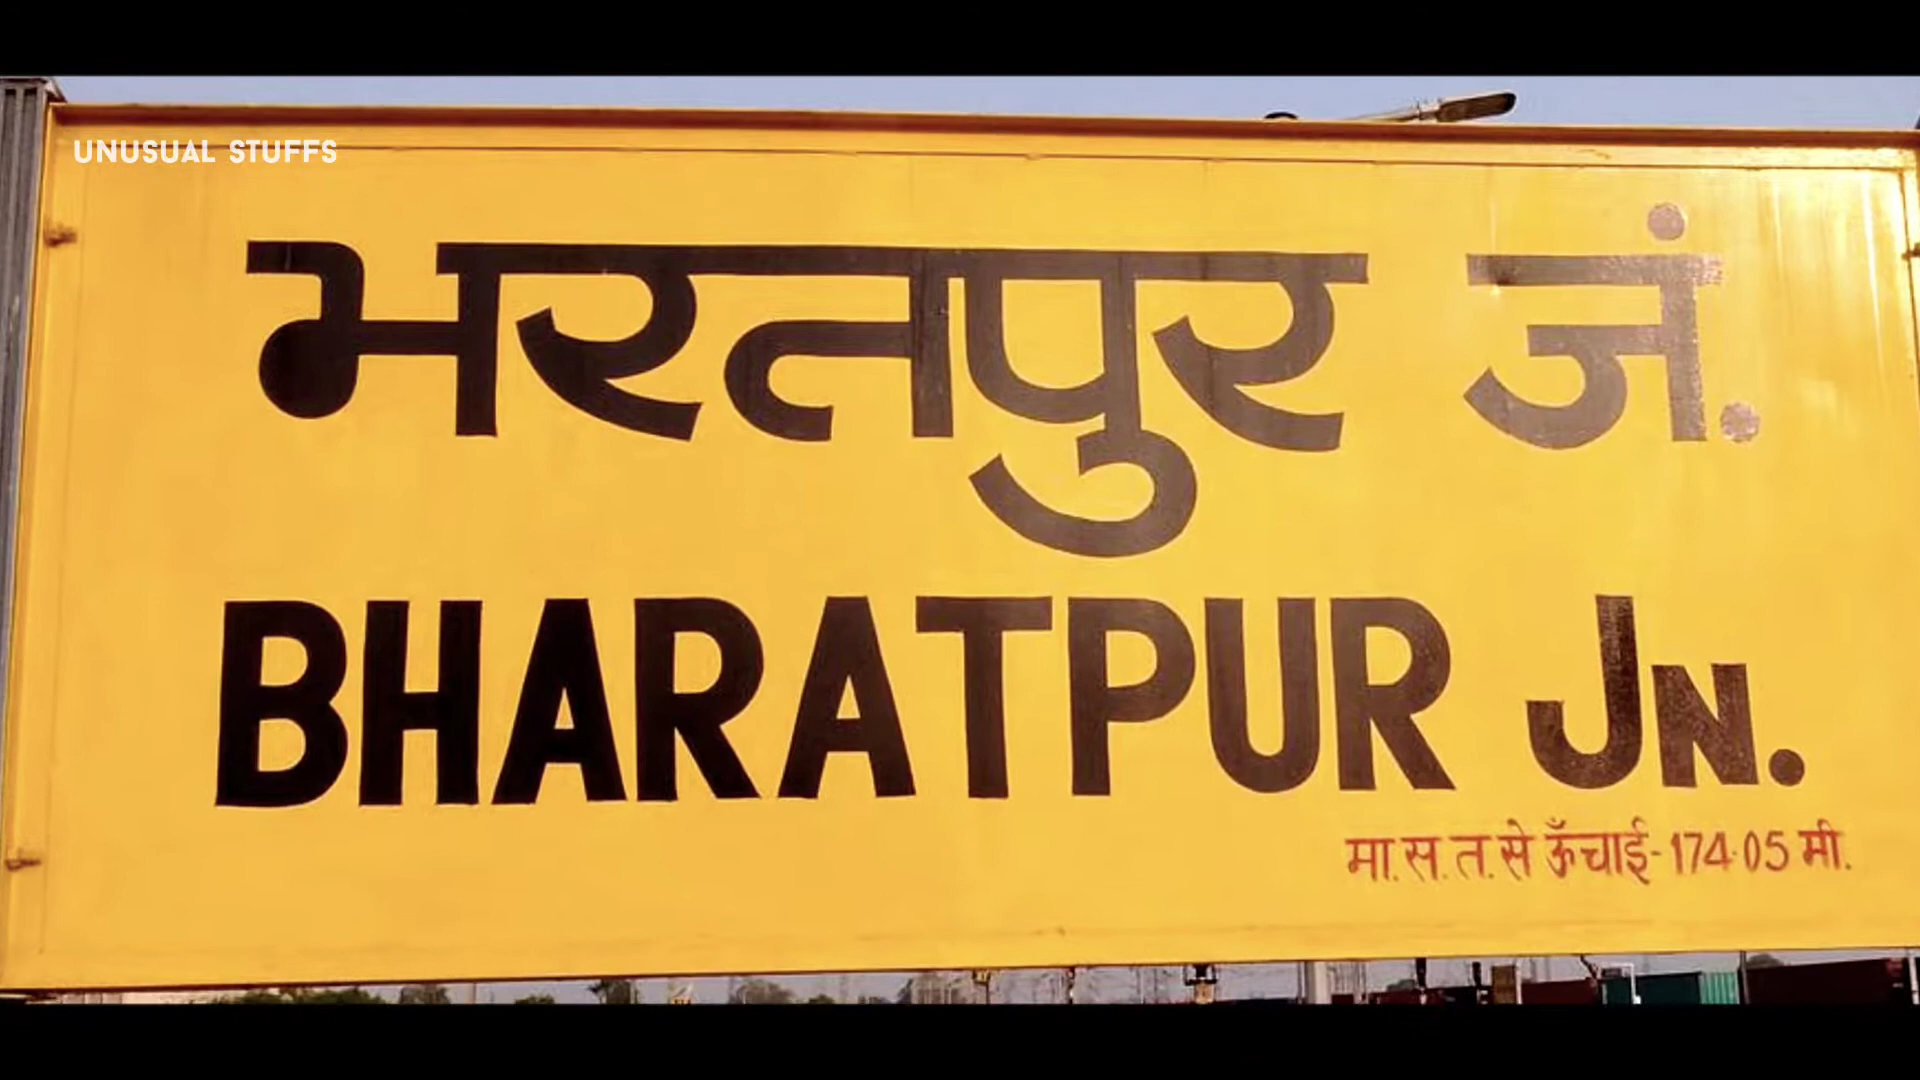 UNUSUAL STUFFS
भरतपुर जं.
BHARATPUR JN.
मा.स.त.से ऊँचाई-174.05 मी.